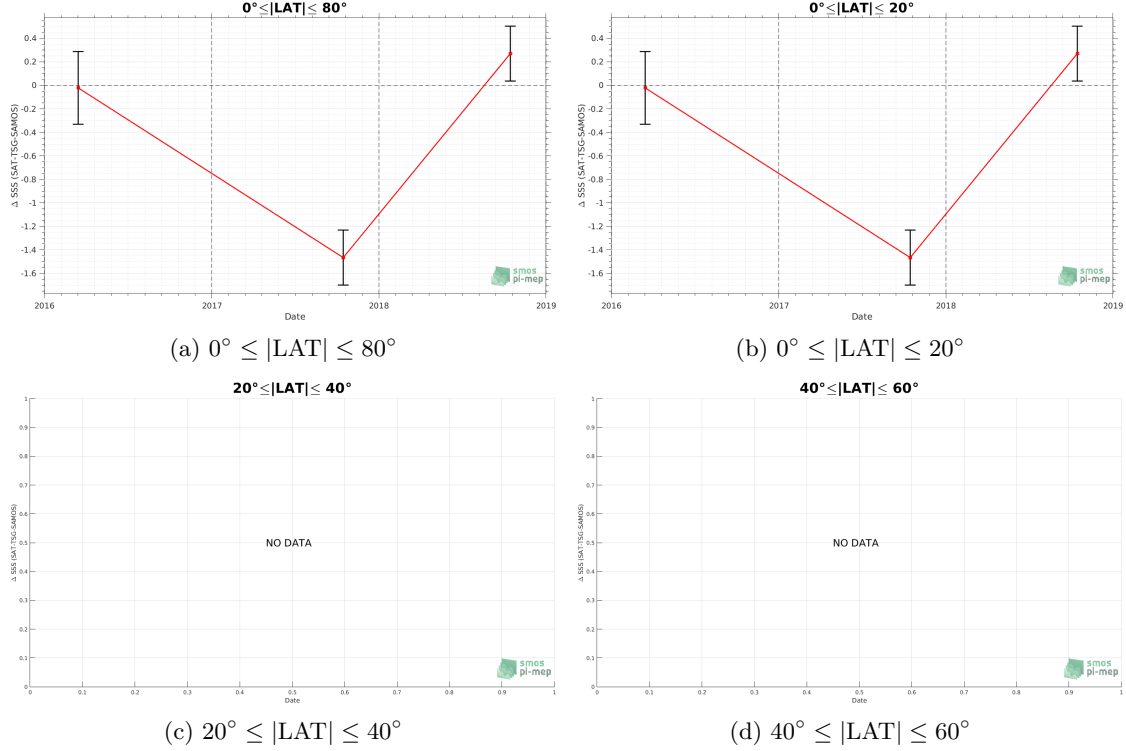 0°≤|LAT|≤ 80°
Δ SSS (SAT-TSG-SAMOS)
0.4
0.2
0
-0.2
-0.4
-0.6
-0.8
-1
-1.2
-1.4
-1.6
2016 2017 2018 2019
Date
smos
pi-mep
(a) 0° ≤ |LAT| ≤ 80°
0°≤|LAT|≤ 20°
Δ SSS (SAT-TSG-SAMOS)
0.4
0.2
0
-0.2
-0.4
-0.6
-0.8
-1
-1.2
-1.4
-1.6
2016 2017 2018 2019
Date
smos
pi-mep
(b) 0° ≤ |LAT| ≤ 20°
20°≤|LAT|≤ 40°
Δ SSS (SAT-TSG-SAMOS)
1
0.9
0.8
0.7
0.6
0.5
0.4
0.3
0.2
0.1
0
NO DATA
0 0.1 0.2 0.3 0.4 0.5 0.6 0.7 0.8 0.9 1
Date
smos
pi-mep
(c) 20° ≤ |LAT| ≤ 40°
40°≤|LAT|≤ 60°
Δ SSS (SAT-TSG-SAMOS)
1
0.9
0.8
0.7
0.6
0.5
0.4
0.3
0.2
0.1
0
NO DATA
0 0.1 0.2 0.3 0.4 0.5 0.6 0.7 0.8 0.9 1
Date
smos
pi-mep
(d) 40° ≤ |LAT| ≤ 60°